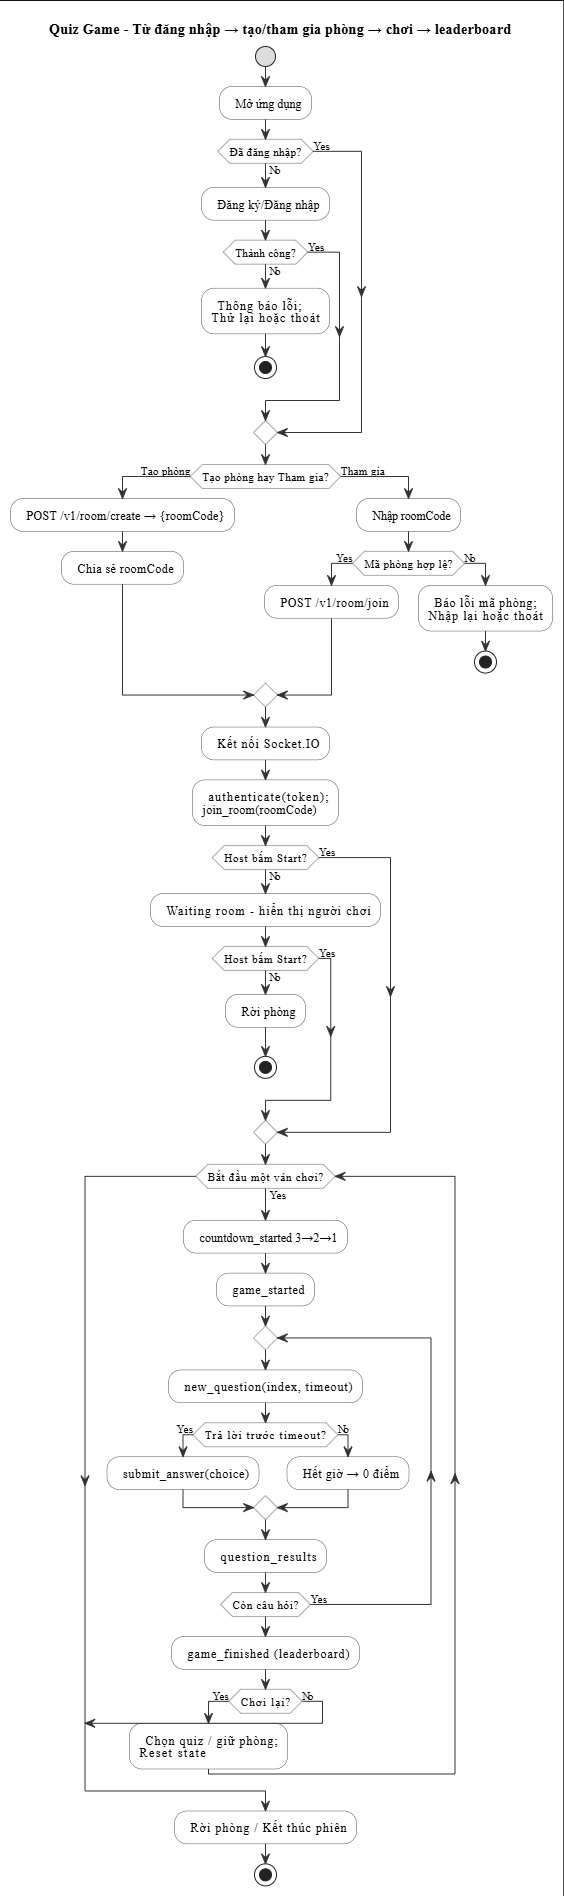 Quiz Game - Từ đăng nhập → tạo/tham gia phòng → chơi → leaderboard
Mở ứng dụng
Đã đăng nhập?
Yes
No
Đăng ký/Đăng nhập
Thành công?
Yes
No
Thông báo lỗi;
Thử lại hoặc thoát
Tạo phòng
Tạo phòng hay Tham gia?
Tham gia
POST /v1/room/create → {roomCode}
Nhập roomCode
Chia sẻ roomCode
Yes
Mã phòng hợp lệ?
No
POST /v1/room/join
Báo lỗi mã phòng;
Nhập lại hoặc thoát
Kết nối Socket.IO
authenticate(token);
join_room(roomCode)
Host bấm Start?
Yes
No
Waiting room - hiển thị người chơi
Host bấm Start?
Yes
No
Rời phòng
Bắt đầu một ván chơi?
Yes
countdown_started 3→2→1
game_started
new_question(index, timeout)
Yes
Trả lời trước timeout?
No
submit_answer(choice)
Hết giờ → 0 điểm
question_results
Còn câu hỏi?
Yes
game_finished (leaderboard)
Yes
Chơi lại?
No
Chọn quiz / giữ phòng;
Reset state
Rời phòng / Kết thúc phiên